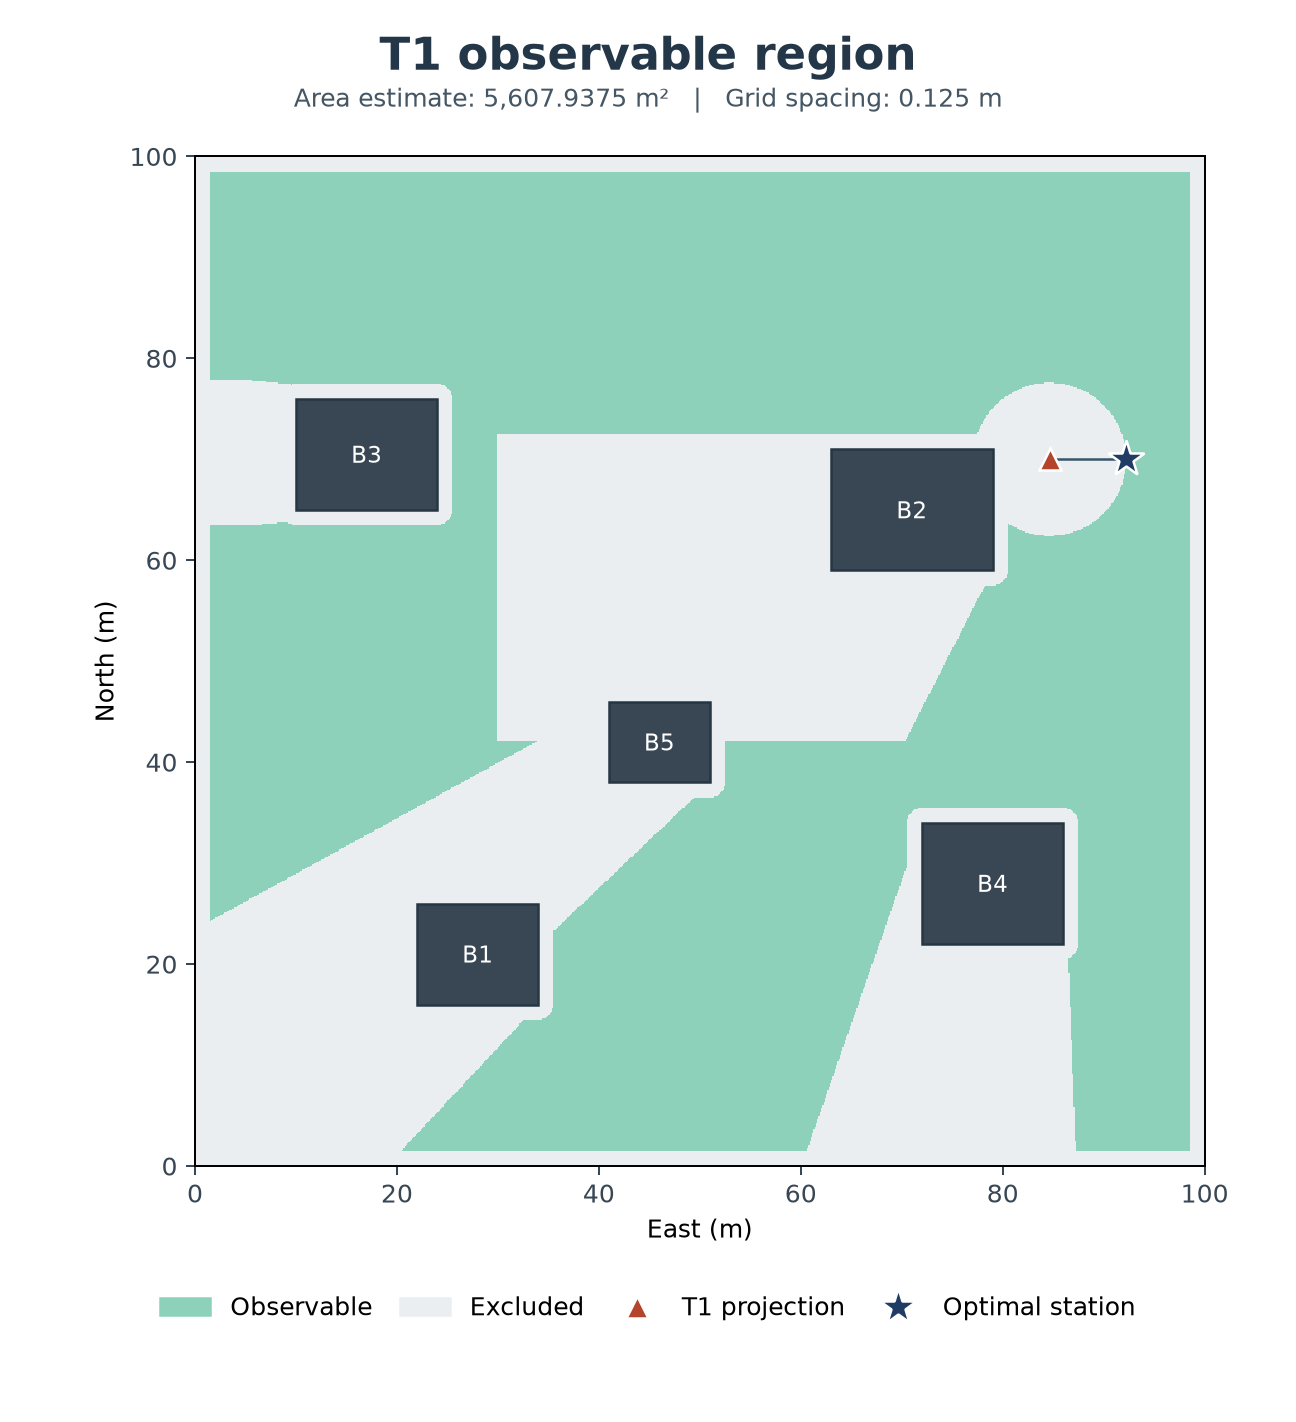 T1 observable region
Area estimate: 5,607.9375 m² | Grid spacing: 0.125 m
100
80
60
40
20
0
North (m)
B3
B2
B5
B4
B1
0 20 40 60 80 100
East (m)
Observable Excluded T1 projection Optimal station